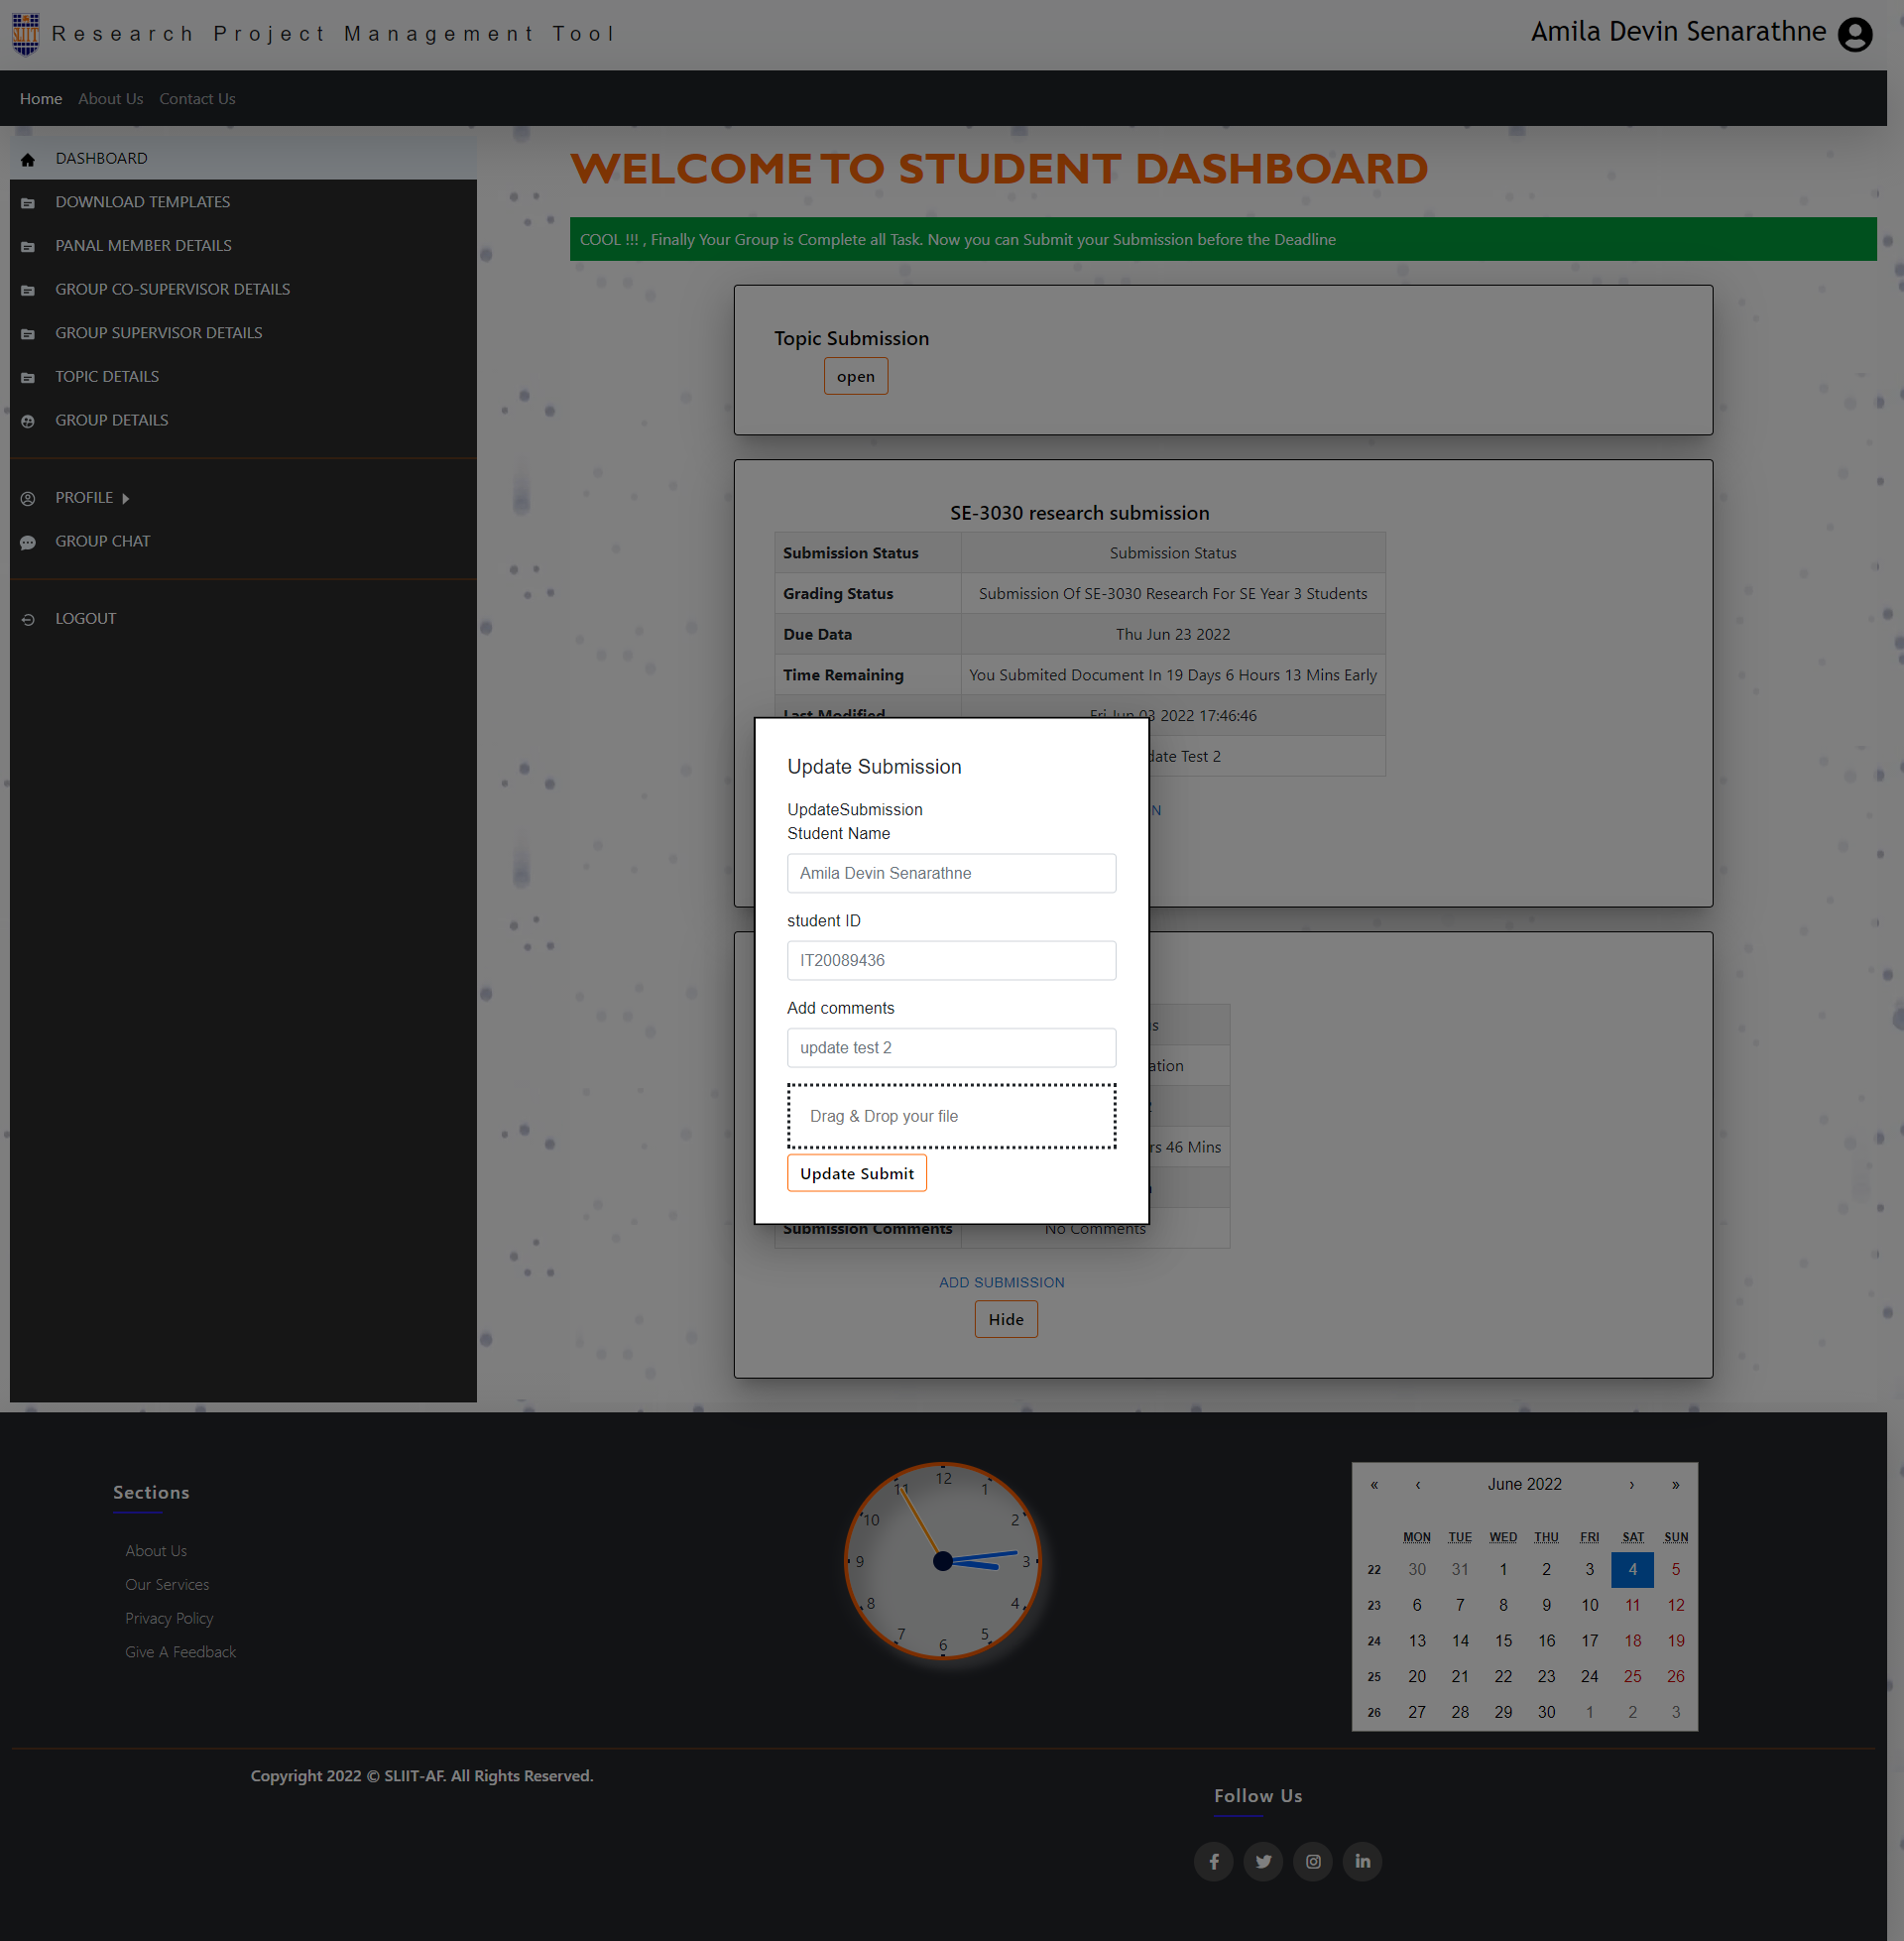 SLIIT
Research Project Management Tool
Amila Devin Senarathne
Home About Us Contact Us
DASHBOARD
DOWNLOAD TEMPLATES
PANAL MEMBER DETAILS
GROUP CO-SUPERVISOR DETAILS
GROUP SUPERVISOR DETAILS
TOPIC DETAILS
GROUP DETAILS
PROFILE
GROUP CHAT
LOGOUT
WELCOME TO STUDENT DASHBOARD
COOL !!! , Finally Your Group is Complete all Task. Now you can Submit your Submission before the Deadline
Topic Submission
open
SE-3030 research submission
Submission Status Submission Status
Grading Status Submission Of SE-3030 Research For SE Year 3 Students
Due Data Thu Jun 23 2022
Time Remaining You Submited Document In 19 Days 6 Hours 13 Mins Early
Last Modified Fri Jun 03 2022 17:46:46
date Test 2
N
Update Submission
UpdateSubmission
Student Name
Amila Devin Senarathne
student ID
IT20089436
Add comments
update test 2
Drag & Drop your file
Update Submit
s
ation
2
rs 46 Mins
Submission Comments No Comments
ADD SUBMISSION
Hide
Sections
About Us
Our Services
Privacy Policy
Give A Feedback
12
1
2
3
4
5
6
7
8
9
10
11
« ‹ June 2022 › »
MON TUE WED THU FRI SAT SUN
22 30 31 1 2 3 4 5
23 6 7 8 9 10 11 12
24 13 14 15 16 17 18 19
25 20 21 22 23 24 25 26
26 27 28 29 30 1 2 3
Copyright 2022 © SLIIT-AF. All Rights Reserved.
Follow Us